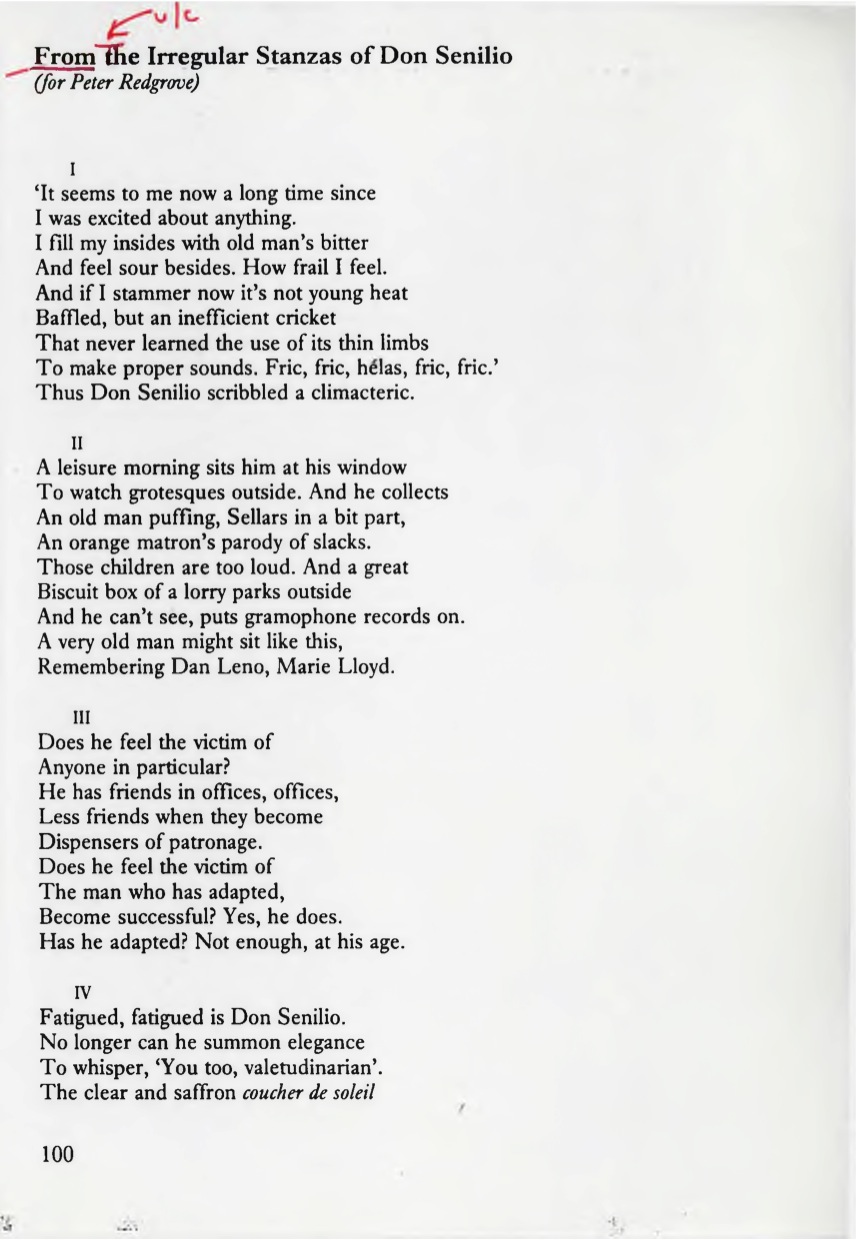 u/c
From the Irregular Stanzas of Don Senilio
(for Peter Redgrove)
I
‘It seems to me now a long time since
I was excited about anything.
I fill my insides with old man’s bitter
And feel sour besides. How frail I feel.
And if I stammer now it’s not young heat
Baffled, but an inefficient cricket
That never learned the use of its thin limbs
To make proper sounds. Fric, fric, hélas, fric, fric.’
Thus Don Senilio scribbled a climacteric.
II
A leisure morning sits him at his window
To watch grotesques outside. And he collects
An old man puffing, Sellars in a bit part,
An orange matron’s parody of slacks.
Those children are too loud. And a great
Biscuit box of a lorry parks outside
And he can’t see, puts gramophone records on.
A very old man might sit like this,
Remembering Dan Leno, Marie Lloyd.
III
Does he feel the victim of
Anyone in particular?
He has friends in offices, offices,
Less friends when they become
Dispensers of patronage.
Does he feel the victim of
The man who has adapted,
Become successful? Yes, he does.
Has he adapted? Not enough, at his age.
IV
Fatigued, fatigued is Don Senilio.
No longer can he summon elegance
To whisper, ‘You too, valetudinarian’.
The clear and saffron coucher de soleil
100